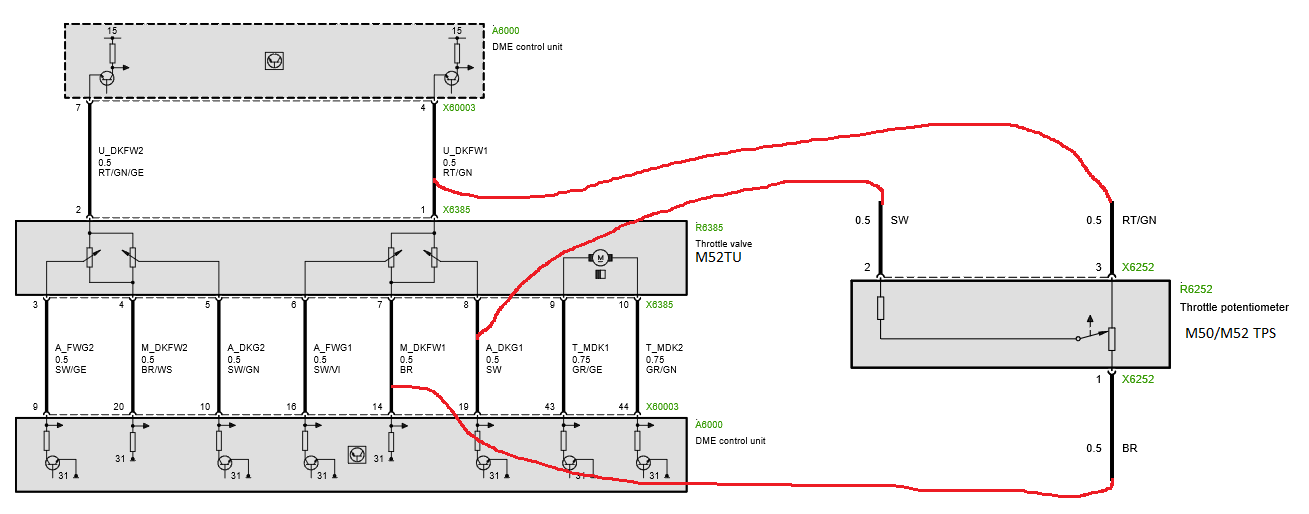 15
15
A6000
DME control unit
7
4
X60003
U_DKFW2
0.5
RT/GN/GE
U_DKFW1
0.5
RT/GN
2
1
X6385
R6385
Throttle valve
M52TU
M
3
4
5
6
7
8
9
10
X6385
A_FWG2
0.5
SW/GE
M_DKFW2
0.5
BR/WS
A_DKG2
0.5
SW/GN
A_FWG1
0.5
SW/VI
M_DKFW1
0.5
BR
A_DKG1
0.5
SW
T_MDK1
0.75
GR/GE
T_MDK2
0.75
GR/GN
9
20
10
16
14
19
43
44
X60003
A6000
DME control unit
31
31
31
31
31
31
31
31
0.5
SW
0.5
RT/GN
2
3
X6252
R6252
Throttle potentiometer
M50/M52 TPS
1
X6252
0.5
BR